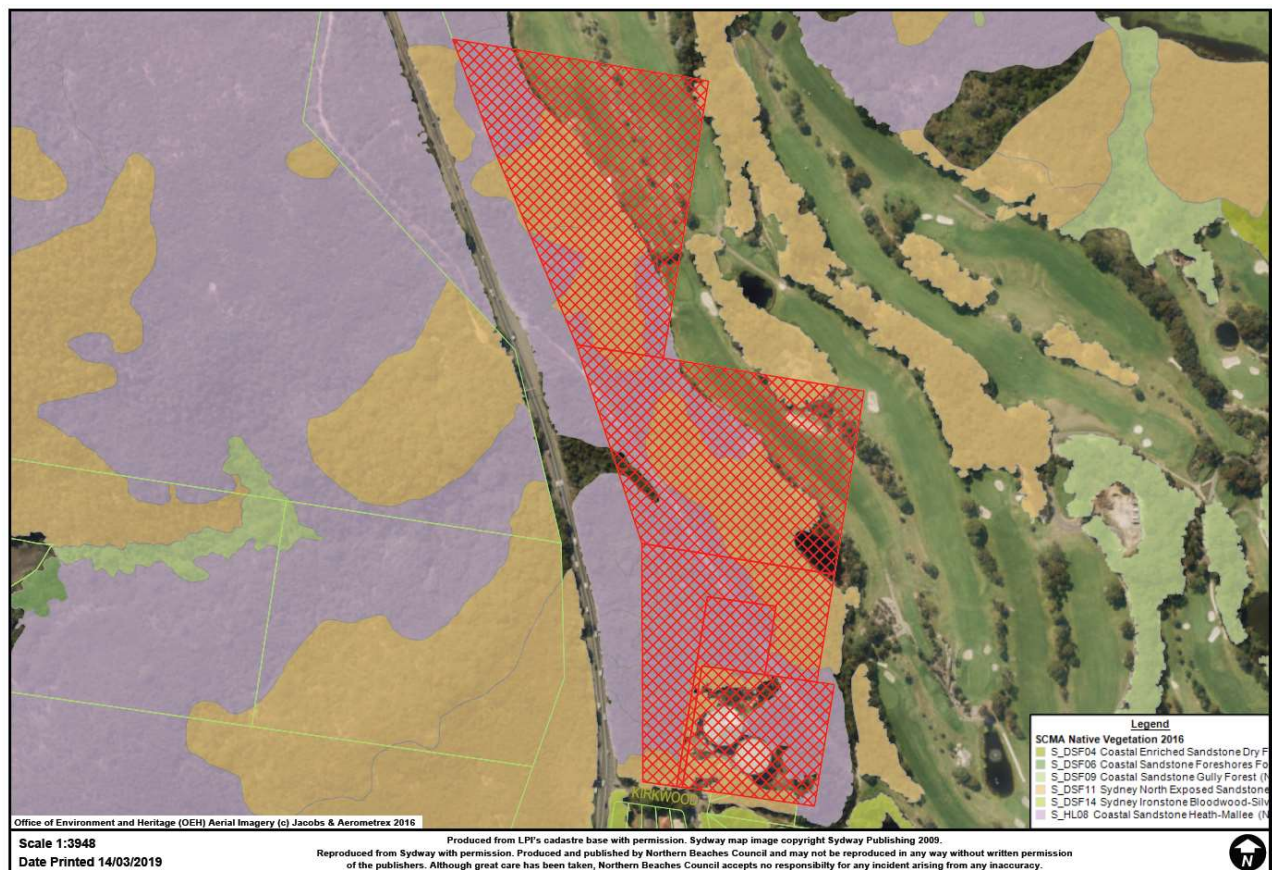 KIRKWOOD
Legend
SCMA Native Vegetation 2016
S_DSF04 Coastal Enriched Sandstone Dry F
S_DSF06 Coastal Sandstone Foreshores Fo
S_DSF09 Coastal Sandstone Gully Forest (N
S_DSF11 Sydney North Exposed Sandstone
S_DSF14 Sydney Ironstone Bloodwood-Silv
S_HL08 Coastal Sandstone Heath-Mallee (N
Office of Environment and Heritage (OEH) Aerial Imagery (c) Jacobs & Aerometrex 2016
Scale 1:3948
Date Printed 14/03/2019
Produced from LPI's cadastre base with permission. Sydway map image copyright Sydway Publishing 2009.
Reproduced from Sydway with permission. Produced and published by Northern Beaches Council and may not be reproduced in any way without written permission
of the publishers. Although great care has been taken, Northern Beaches Council accepts no responsibilty for any incident arising from any inaccuracy.
N